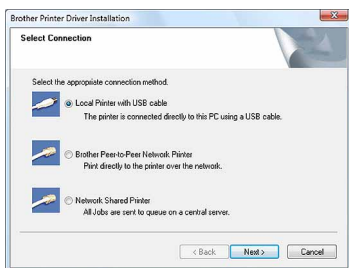 Brother Printer Driver Installation
Select Connection
Select the appropriate connection method.
Local Printer with USB cable
The printer is connected directly to this PC using a USB cable.
Brother Peer-to-Peer Network Printer
Print directly to the printer over the network.
Network Shared Printer
All Jobs are sent to queue on a central server.
< Back Next > Cancel